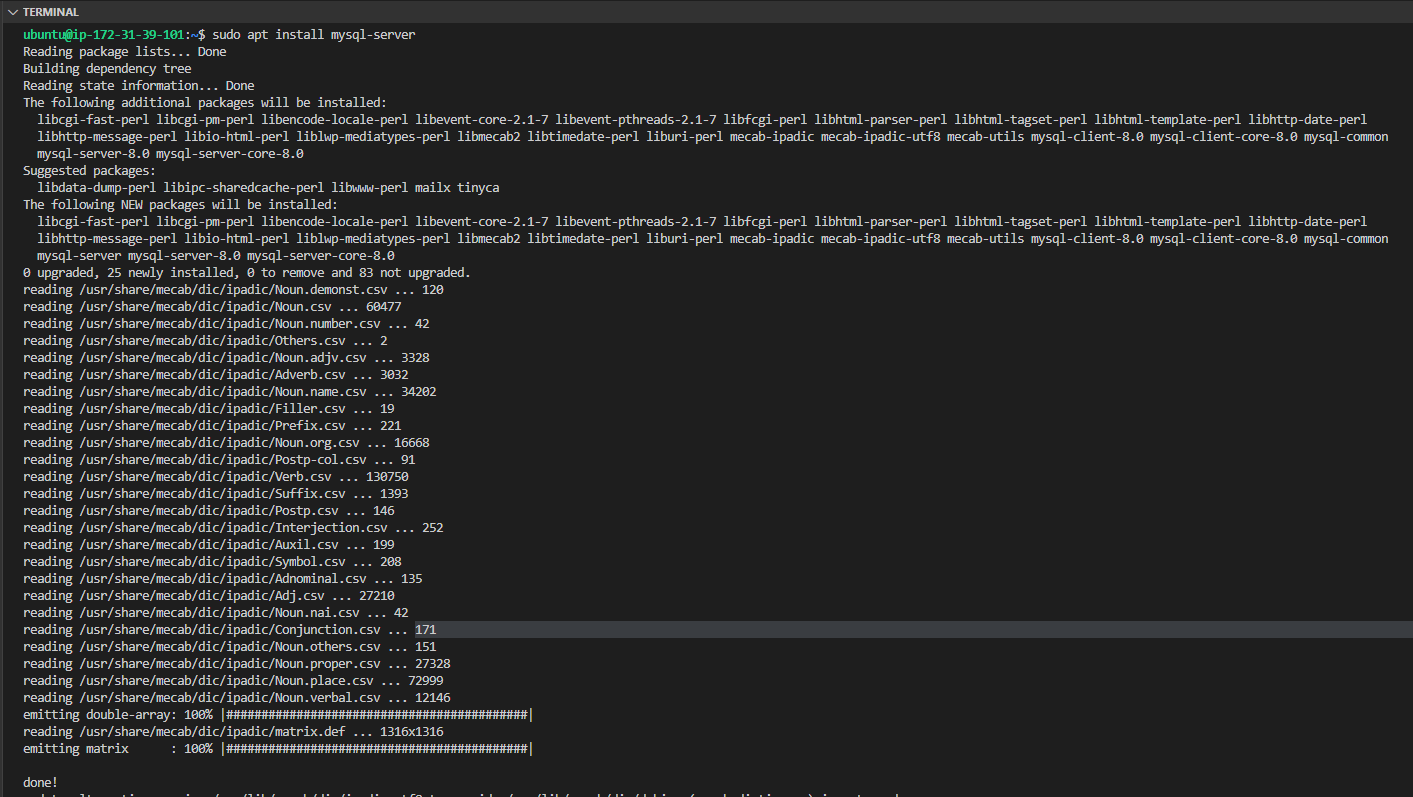 TERMINAL
ubuntu@ip-172-31-39-101:~$ sudo apt install mysql-server
Reading package lists... Done
Building dependency tree
Reading state information... Done
The following additional packages will be installed:
libcgi-fast-perl libcgi-pm-perl libencode-locale-perl libevent-core-2.1-7 libevent-pthreads-2.1-7 libfcgi-perl libhtml-parser-perl libhtml-tagset-perl libhtml-template-perl libhttp-date-perl
libhttp-message-perl libio-html-perl liblwp-mediatypes-perl libmecab2 libtimedate-perl liburi-perl mecab-ipadic mecab-ipadic-utf8 mecab-utils mysql-client-8.0 mysql-client-core-8.0 mysql-common
mysql-server-8.0 mysql-server-core-8.0
Suggested packages:
libdata-dump-perl libipc-sharedcache-perl libwww-perl mailx tinyca
The following NEW packages will be installed:
libcgi-fast-perl libcgi-pm-perl libencode-locale-perl libevent-core-2.1-7 libevent-pthreads-2.1-7 libfcgi-perl libhtml-parser-perl libhtml-tagset-perl libhtml-template-perl libhttp-date-perl
libhttp-message-perl libio-html-perl liblwp-mediatypes-perl libmecab2 libtimedate-perl liburi-perl mecab-ipadic mecab-ipadic-utf8 mecab-utils mysql-client-8.0 mysql-client-core-8.0 mysql-common
mysql-server mysql-server-8.0 mysql-server-core-8.0
0 upgraded, 25 newly installed, 0 to remove and 83 not upgraded.
reading /usr/share/mecab/dic/ipadic/Noun.demonst.csv ... 120
reading /usr/share/mecab/dic/ipadic/Noun.csv ... 60477
reading /usr/share/mecab/dic/ipadic/Noun.number.csv ... 42
reading /usr/share/mecab/dic/ipadic/Others.csv ... 2
reading /usr/share/mecab/dic/ipadic/Noun.adjv.csv ... 3328
reading /usr/share/mecab/dic/ipadic/Adverb.csv ... 3032
reading /usr/share/mecab/dic/ipadic/Noun.name.csv ... 34202
reading /usr/share/mecab/dic/ipadic/Filler.csv ... 19
reading /usr/share/mecab/dic/ipadic/Prefix.csv ... 221
reading /usr/share/mecab/dic/ipadic/Noun.org.csv ... 16668
reading /usr/share/mecab/dic/ipadic/Postp-col.csv ... 91
reading /usr/share/mecab/dic/ipadic/Verb.csv ... 130750
reading /usr/share/mecab/dic/ipadic/Suffix.csv ... 1393
reading /usr/share/mecab/dic/ipadic/Postp.csv ... 146
reading /usr/share/mecab/dic/ipadic/Interjection.csv ... 252
reading /usr/share/mecab/dic/ipadic/Auxil.csv ... 199
reading /usr/share/mecab/dic/ipadic/Symbol.csv ... 208
reading /usr/share/mecab/dic/ipadic/Adnominal.csv ... 135
reading /usr/share/mecab/dic/ipadic/Adj.csv ... 27210
reading /usr/share/mecab/dic/ipadic/Noun.nai.csv ... 42
reading /usr/share/mecab/dic/ipadic/Conjunction.csv ... 171
reading /usr/share/mecab/dic/ipadic/Noun.others.csv ... 151
reading /usr/share/mecab/dic/ipadic/Noun.proper.csv ... 27328
reading /usr/share/mecab/dic/ipadic/Noun.place.csv ... 72999
reading /usr/share/mecab/dic/ipadic/Noun.verbal.csv ... 12146
emitting double-array: 100% |###########################################|
reading /usr/share/mecab/dic/ipadic/matrix.def ... 1316x1316
emitting matrix      : 100% |###########################################|
done!